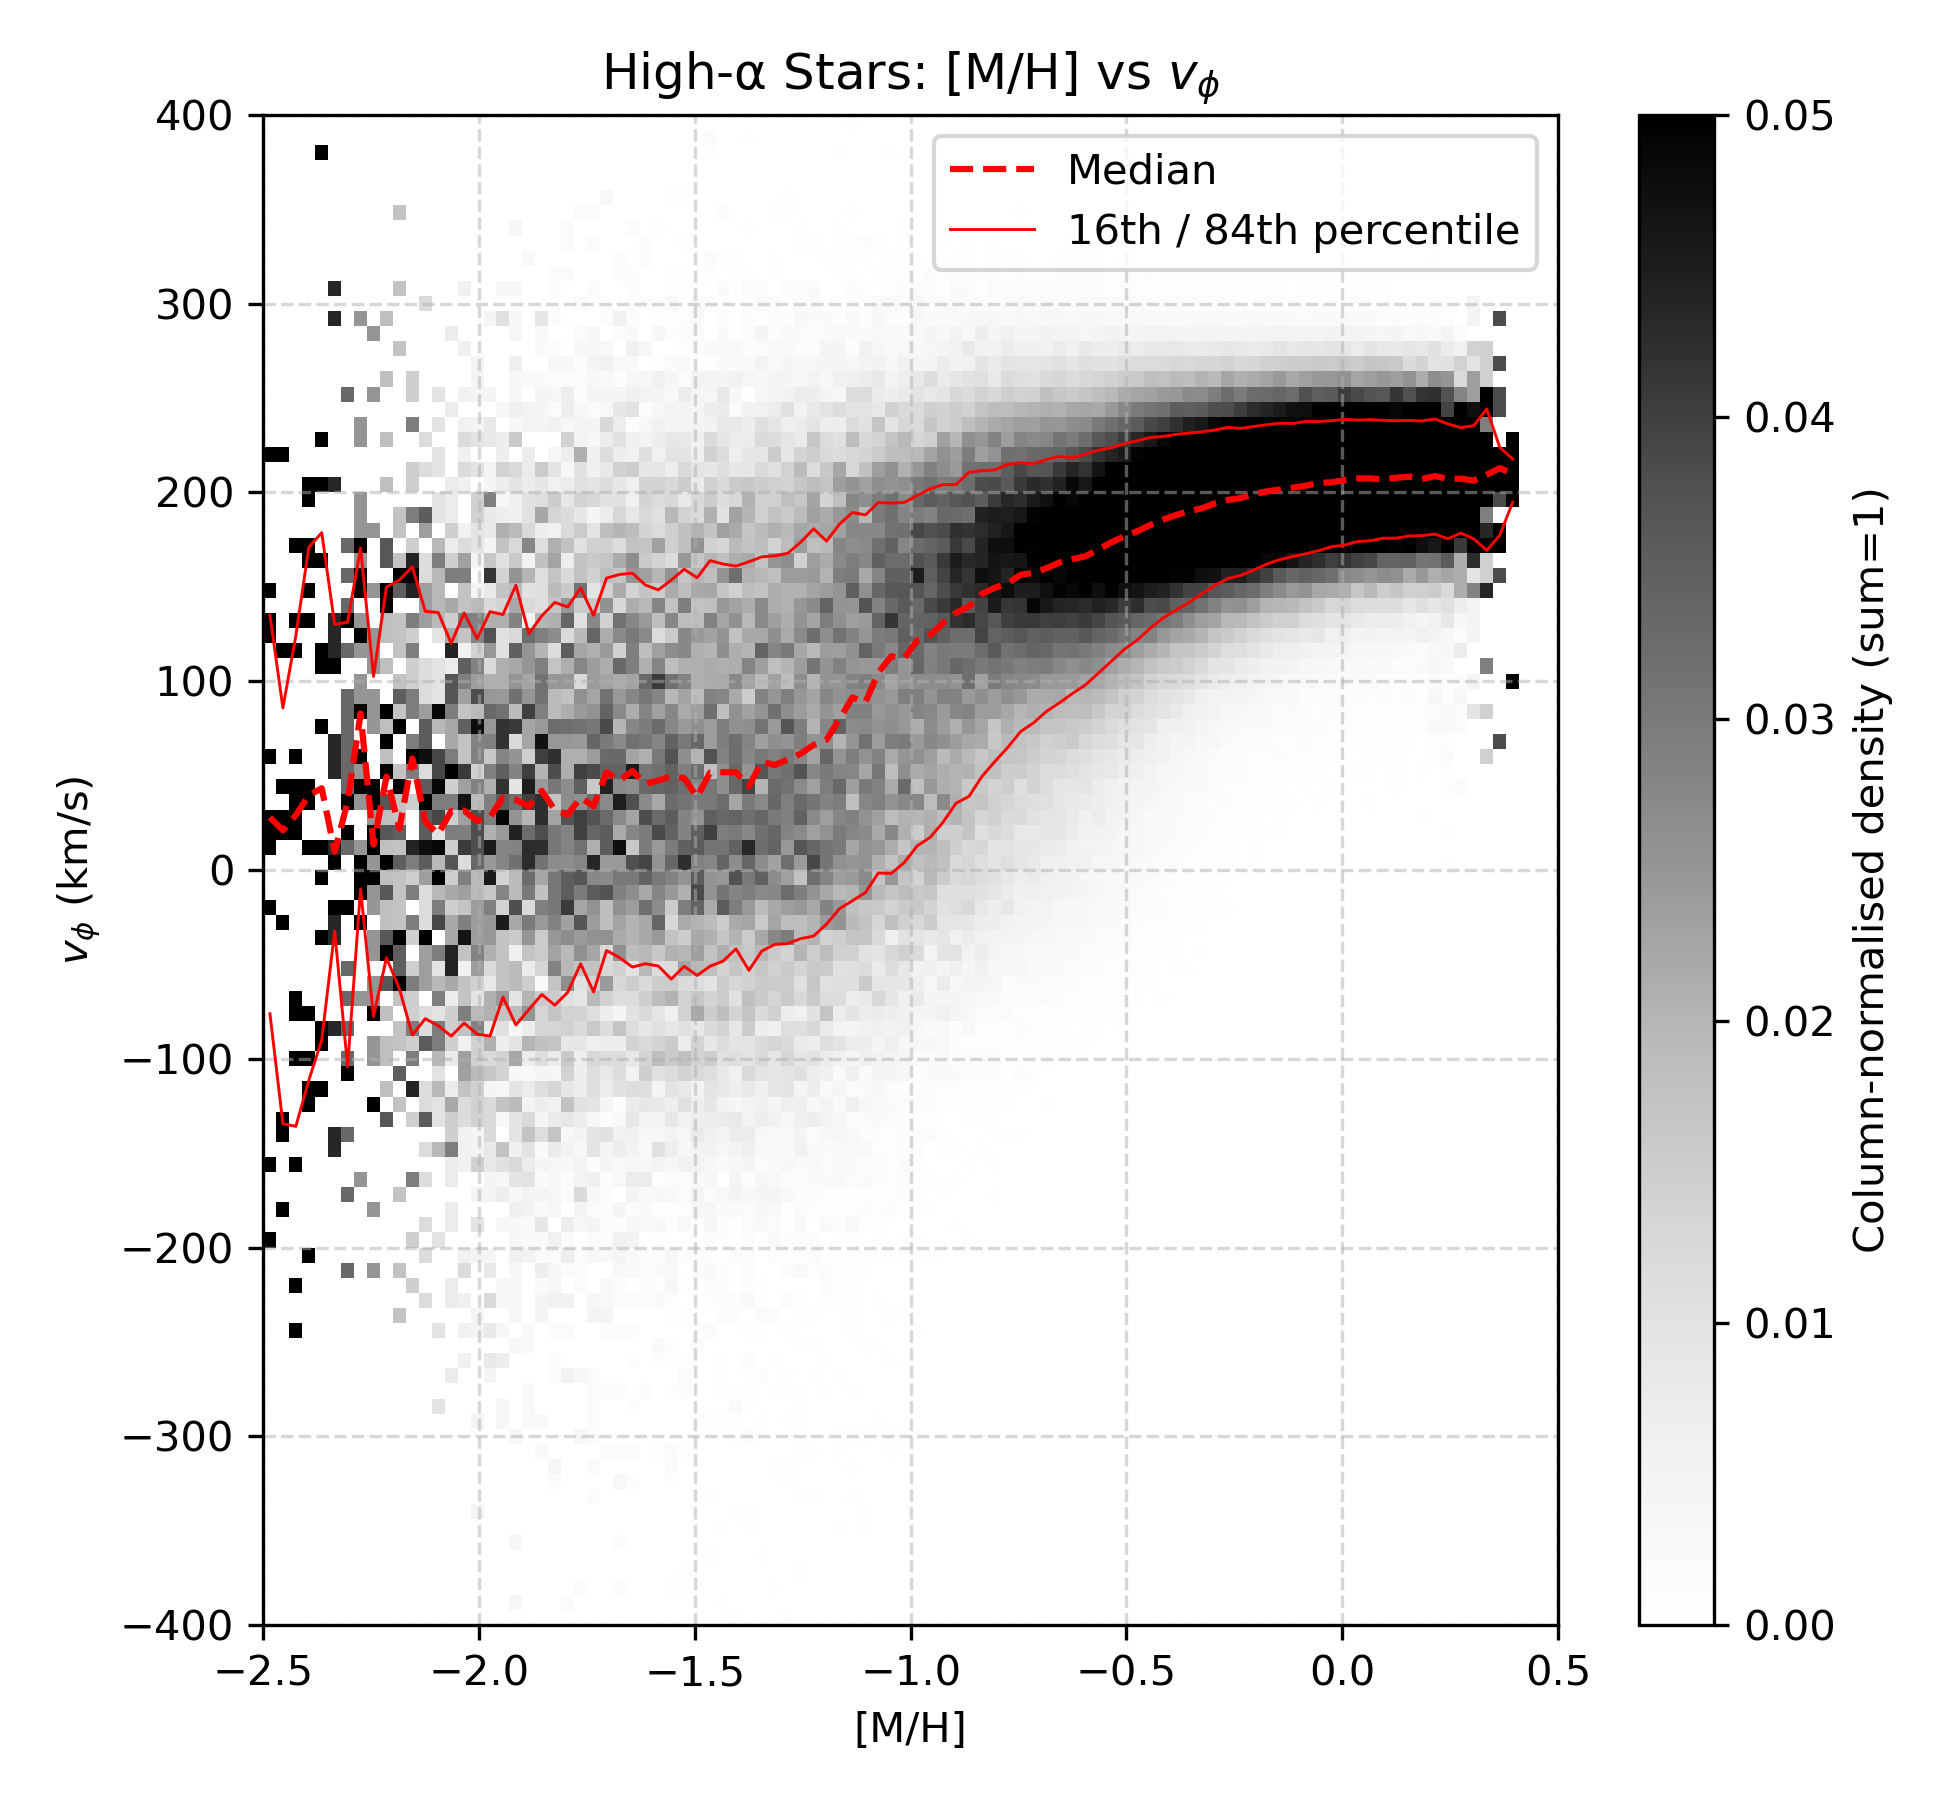 High-α Stars: [M/H] vs vϕ
Median
16th / 84th percentile
400
300
200
100
0
−100
−200
−300
−400
vϕ (km/s)
−2.5 −2.0 −1.5 −1.0 −0.5 0.0 0.5
[M/H]
0.05
0.04
0.03
0.02
0.01
0.00
Column-normalised density (sum=1)